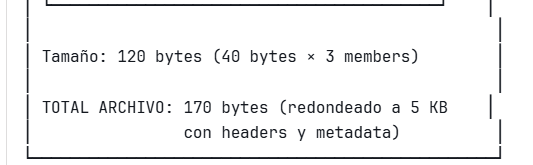 Tamaño: 120 bytes (40 bytes × 3 members)
TOTAL ARCHIVO: 170 bytes (redondeado a 5 KB
con headers y metadata)